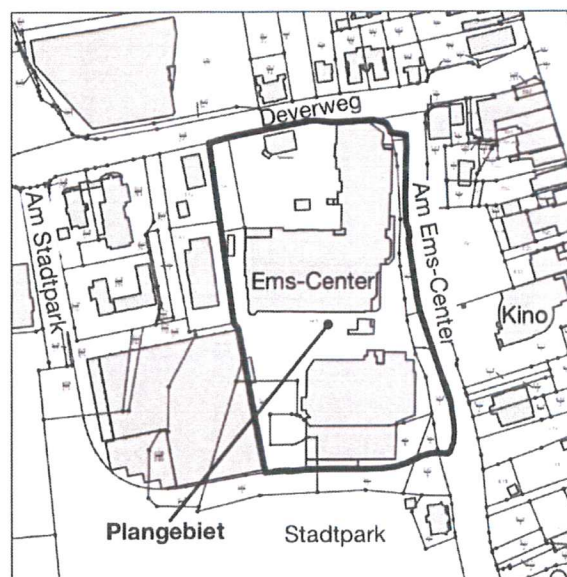 Deverweg
Am Stadtpark
Am Ems-Center
Ems-Center
Kino
Plangebiet
Stadtpark